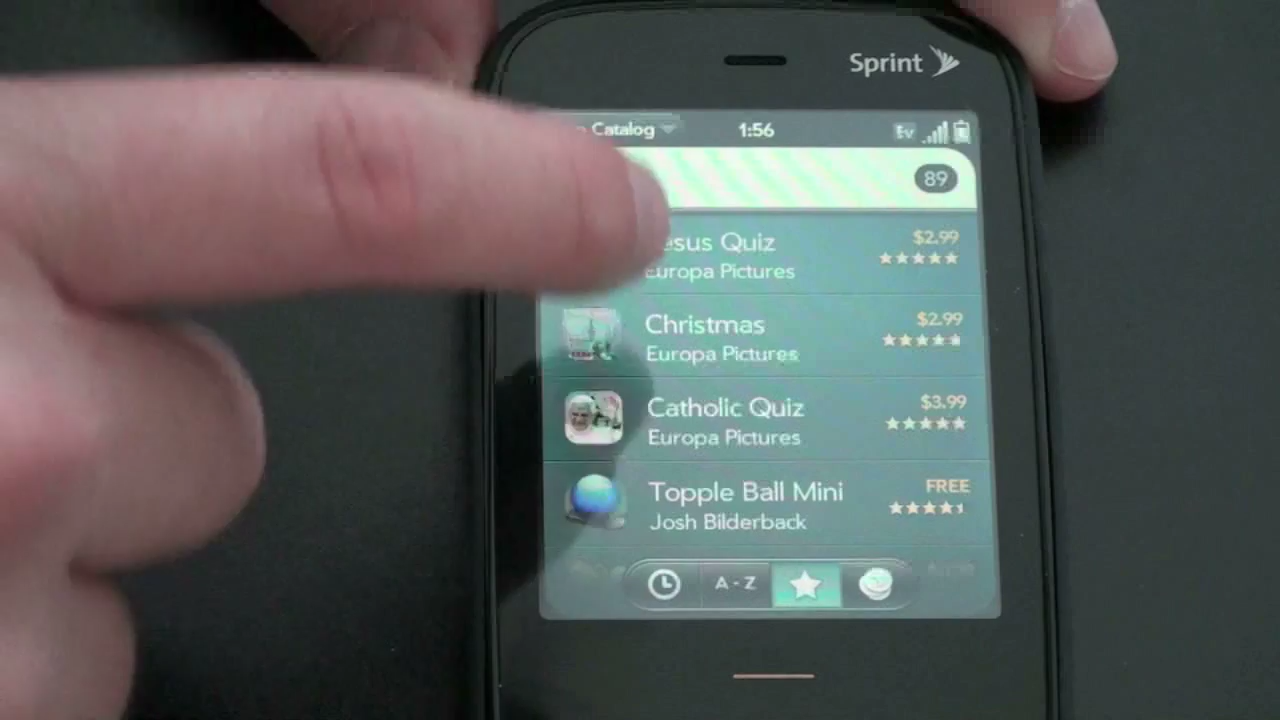 Sprint
Catalog
1:56
Ev
89
esus Quiz
$2.99
Europa Pictures
Christmas
$2.99
Europa Pictures
Catholic Quiz
$3.99
Europa Pictures
Topple Ball Mini
FREE
Josh Bilderback
A-Z